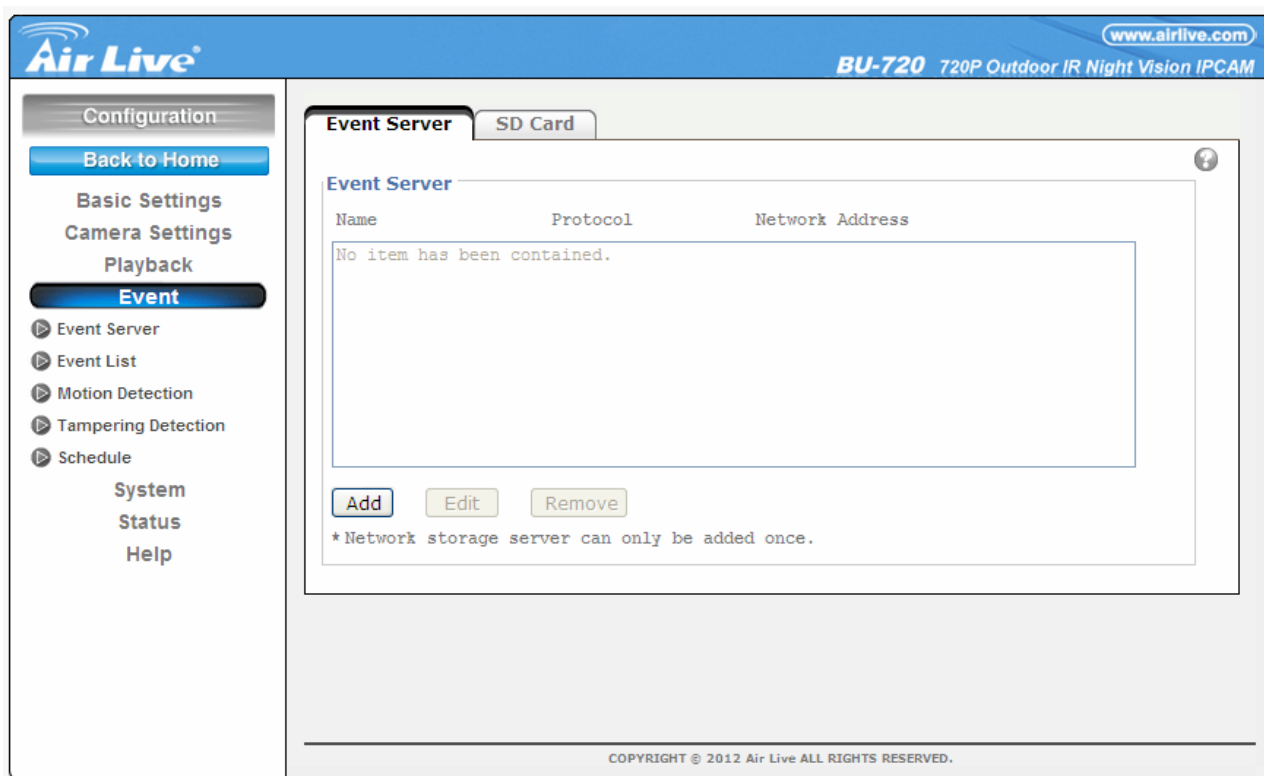 Air Live®
www.airlive.com
BU-720 720P Outdoor IR Night Vision IPCAM
Configuration
Back to Home
Basic Settings
Camera Settings
Playback
Event
Event Server
Event List
Motion Detection
Tampering Detection
Schedule
System
Status
Help
Event Server SD Card
?
Event Server
Name Protocol Network Address
No item has been contained.
Add Edit Remove
* Network storage server can only be added once.
COPYRIGHT © 2012 Air Live ALL RIGHTS RESERVED.